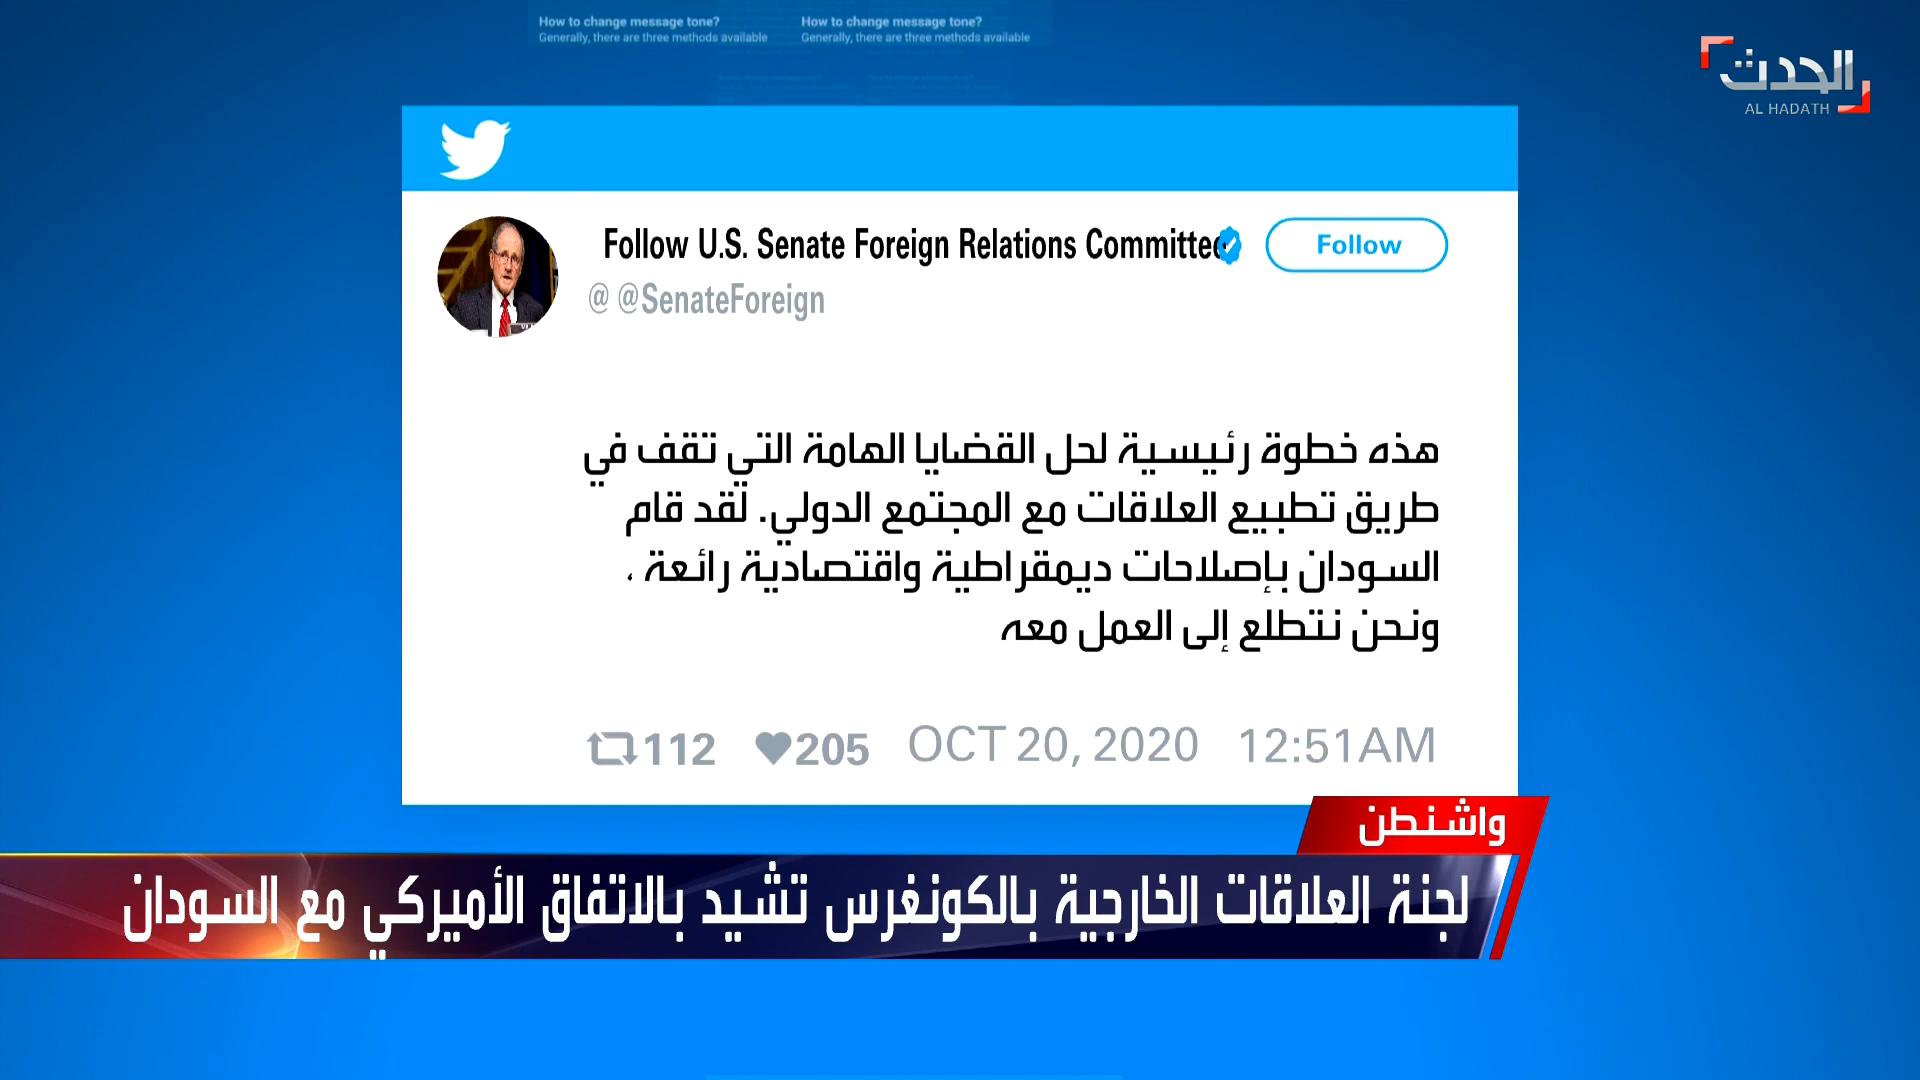 How to change message tone?
Generally, there are three methods available
How to change message tone?
Generally, there are three methods available
الحدث
AL HADATH
Follow U.S. Senate Foreign Relations Committee
Follow
@ @SenateForeign
هذه خطوة رئيسية لحل القضايا الهامة التي تقف في
طريق تطبيع العلاقات مع المجتمع الدولي. لقد قام
السودان بإصلاحات ديمقراطية واقتصادية رائعة ،
ونحن نتطلع إلى العمل معه
112 205 OCT 20, 2020 12:51AM
واشنطن
لجنة العلاقات الخارجية بالكونغرس تشيد بالاتفاق الأميركي مع السودان